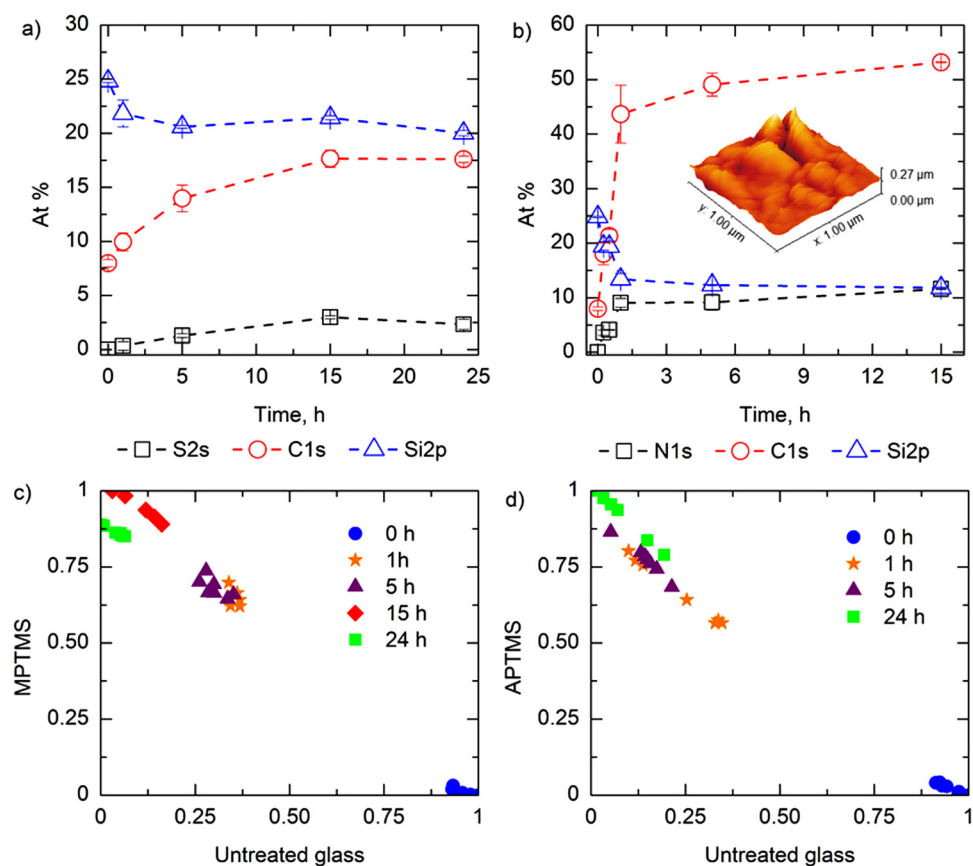 a)
At %
30
25
20
15
10
5
0
0 5 10 15 20 25
Time, h
S2s C1s Si2p
b)
At %
60
50
40
30
20
10
0
0.27 µm
0.00 µm
y: 1.00 µm
x: 1.00 µm
0 3 6 9 12 15
Time, h
N1s C1s Si2p
c)
MPTMS
1
0.75
0.50
0.25
0
0 h
1h
5 h
15 h
24 h
0 0.25 0.50 0.75 1
Untreated glass
d)
APTMS
1
0.75
0.50
0.25
0
0 h
1 h
5 h
24 h
0 0.25 0.50 0.75 1
Untreated glass